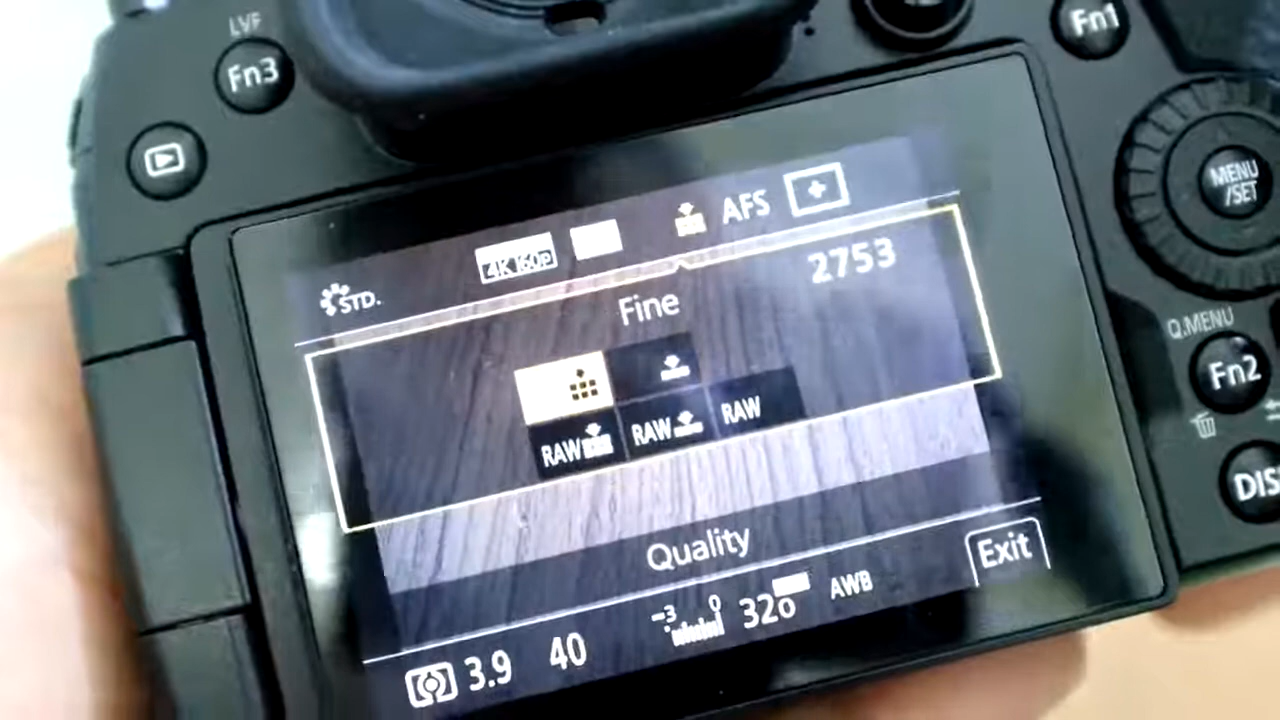 LVF
Fn3
Fn1
MENU
/SET
STD.
4K 60p
AFS
2753
Fine
RAW
RAW
RAW
Q.MENU
Fn2
Quality
Exit
3.9
40
-3
0
320
AWB